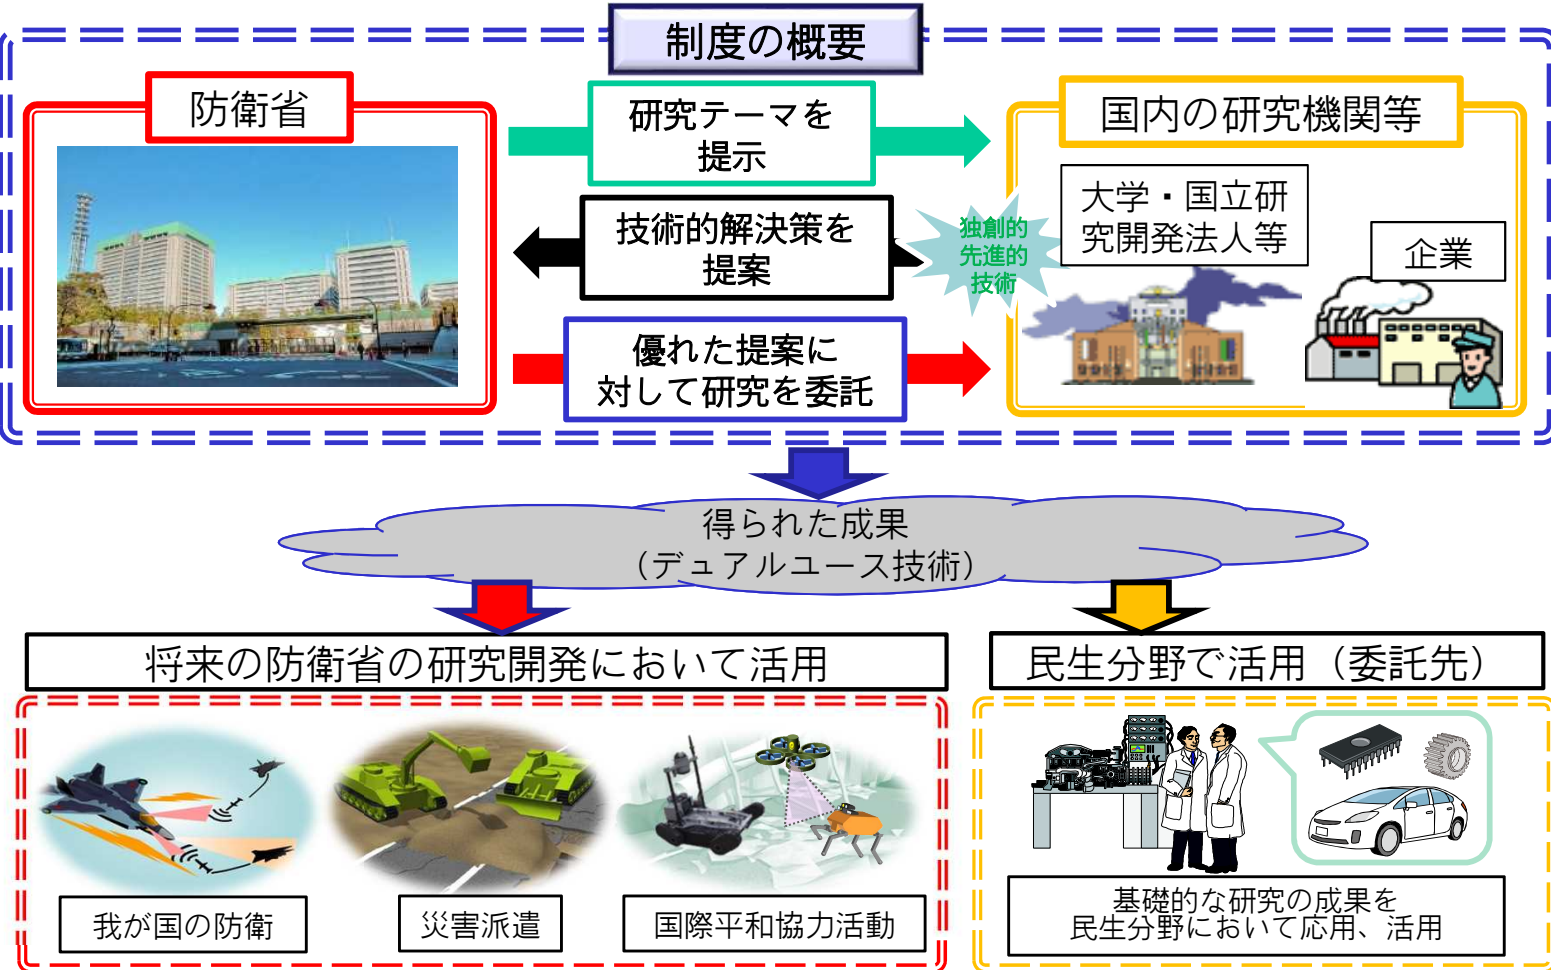 制度の概要
防衛省
研究テーマを
提示
国内の研究機関等
技術的解決策を
提案
独創的
先進的
技術
大学・国立研
究開発法人等
企業
優れた提案に
対して研究を委託
得られた成果
（デュアルユース技術）
将来の防衛省の研究開発において活用
民生分野で活用（委託先）
我が国の防衛
災害派遣
国際平和協力活動
基礎的な研究の成果を
民生分野において応用、活用